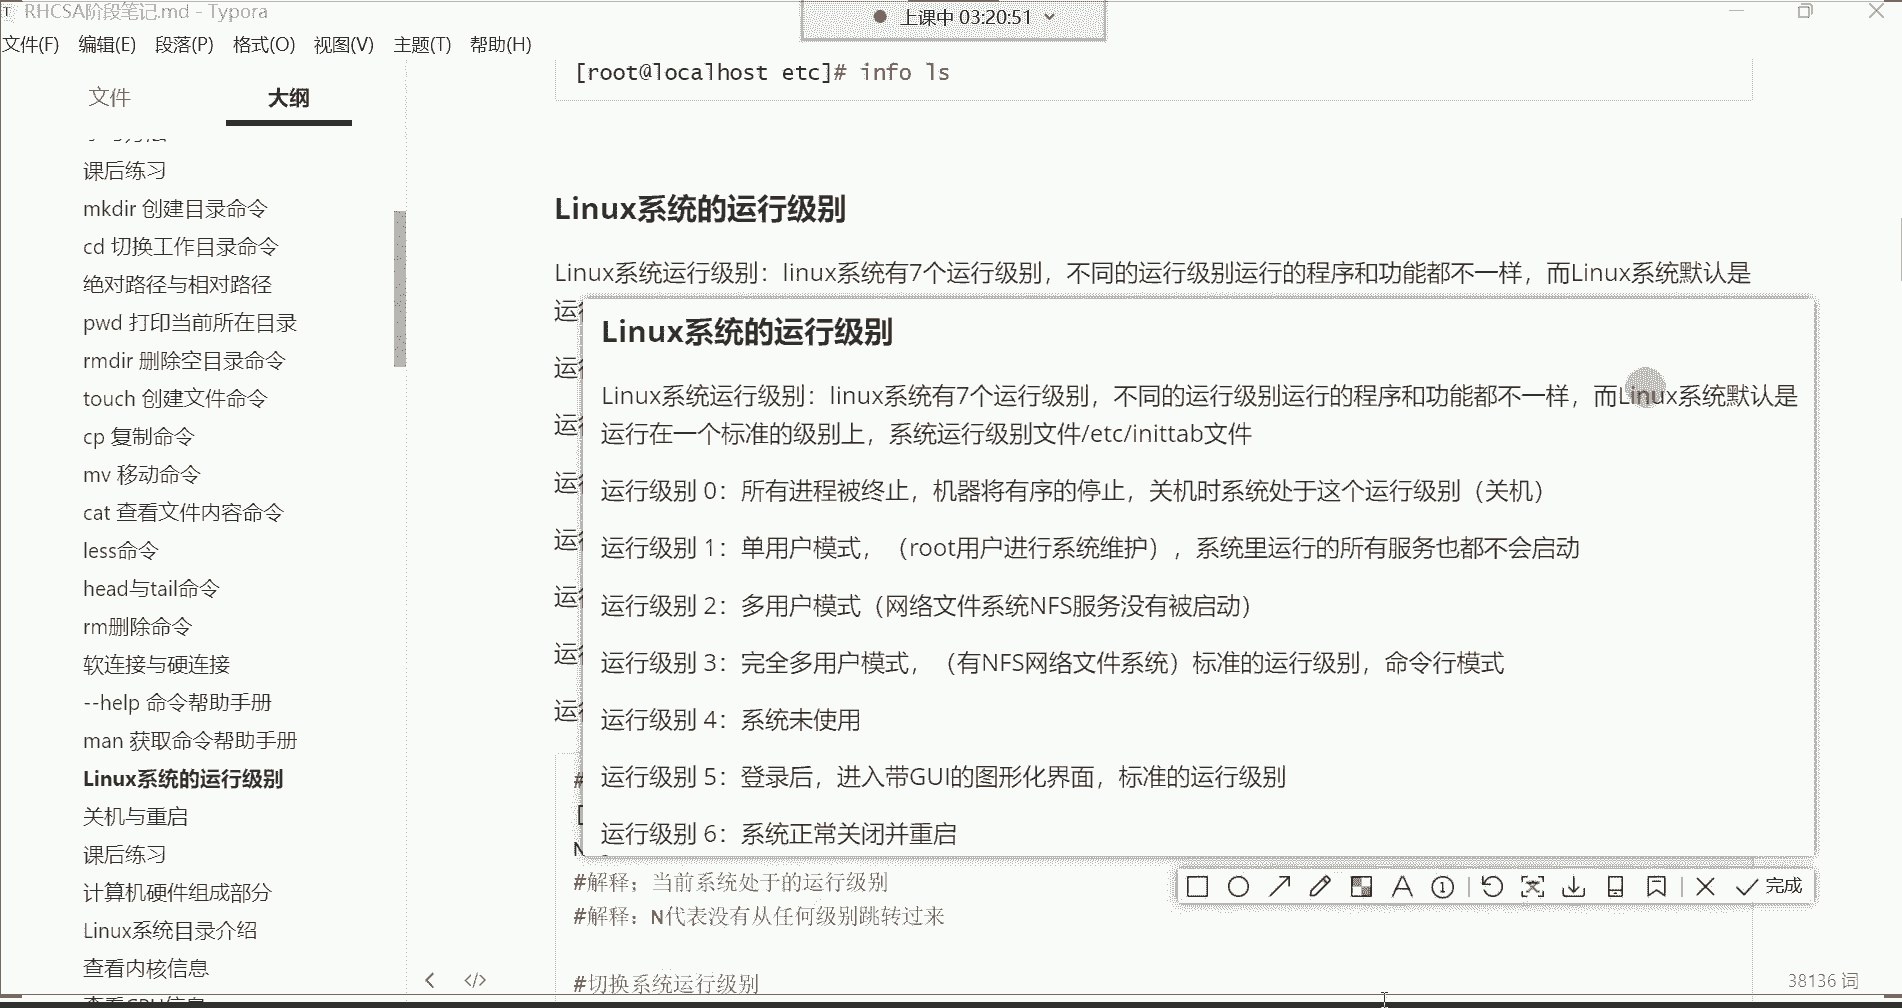 RHCSA阶段笔记.md - Typora
上课中 03:20:51
文件(F) 编辑(E) 段落(P) 格式(O) 视图(V) 主题(T) 帮助(H)
文件 大纲
课后练习
mkdir 创建目录命令
cd 切换工作目录命令
绝对路径与相对路径
pwd 打印当前所在目录
rmdir 删除空目录命令
touch 创建文件命令
cp 复制命令
mv 移动命令
cat 查看文件内容命令
less命令
head与tail命令
rm删除命令
软连接与硬连接
--help 命令帮助手册
man 获取命令帮助手册
Linux系统的运行级别
关机与重启
课后练习
计算机硬件组成部分
Linux系统目录介绍
查看内核信息
[root@localhost etc]# info ls
Linux系统的运行级别
Linux系统运行级别：linux系统有7个运行级别，不同的运行级别运行的程序和功能都不一样，而Linux系统默认是
Linux系统的运行级别
Linux系统运行级别：linux系统有7个运行级别，不同的运行级别运行的程序和功能都不一样，而Linux系统默认是
运行在一个标准的级别上，系统运行级别文件/etc/inittab文件
运行级别 0：所有进程被终止，机器将有序的停止，关机时系统处于这个运行级别（关机）
运行级别 1：单用户模式，（root用户进行系统维护），系统里运行的所有服务也都不会启动
运行级别 2：多用户模式（网络文件系统NFS服务没有被启动）
运行级别 3：完全多用户模式，（有NFS网络文件系统）标准的运行级别，命令行模式
运行级别 4：系统未使用
运行级别 5：登录后，进入带GUI的图形化界面，标准的运行级别
运行级别 6：系统正常关闭并重启
完成
#解释；当前系统处于的运行级别
#解释：N代表没有从任何级别跳转过来
#切换系统运行级别
38136 词